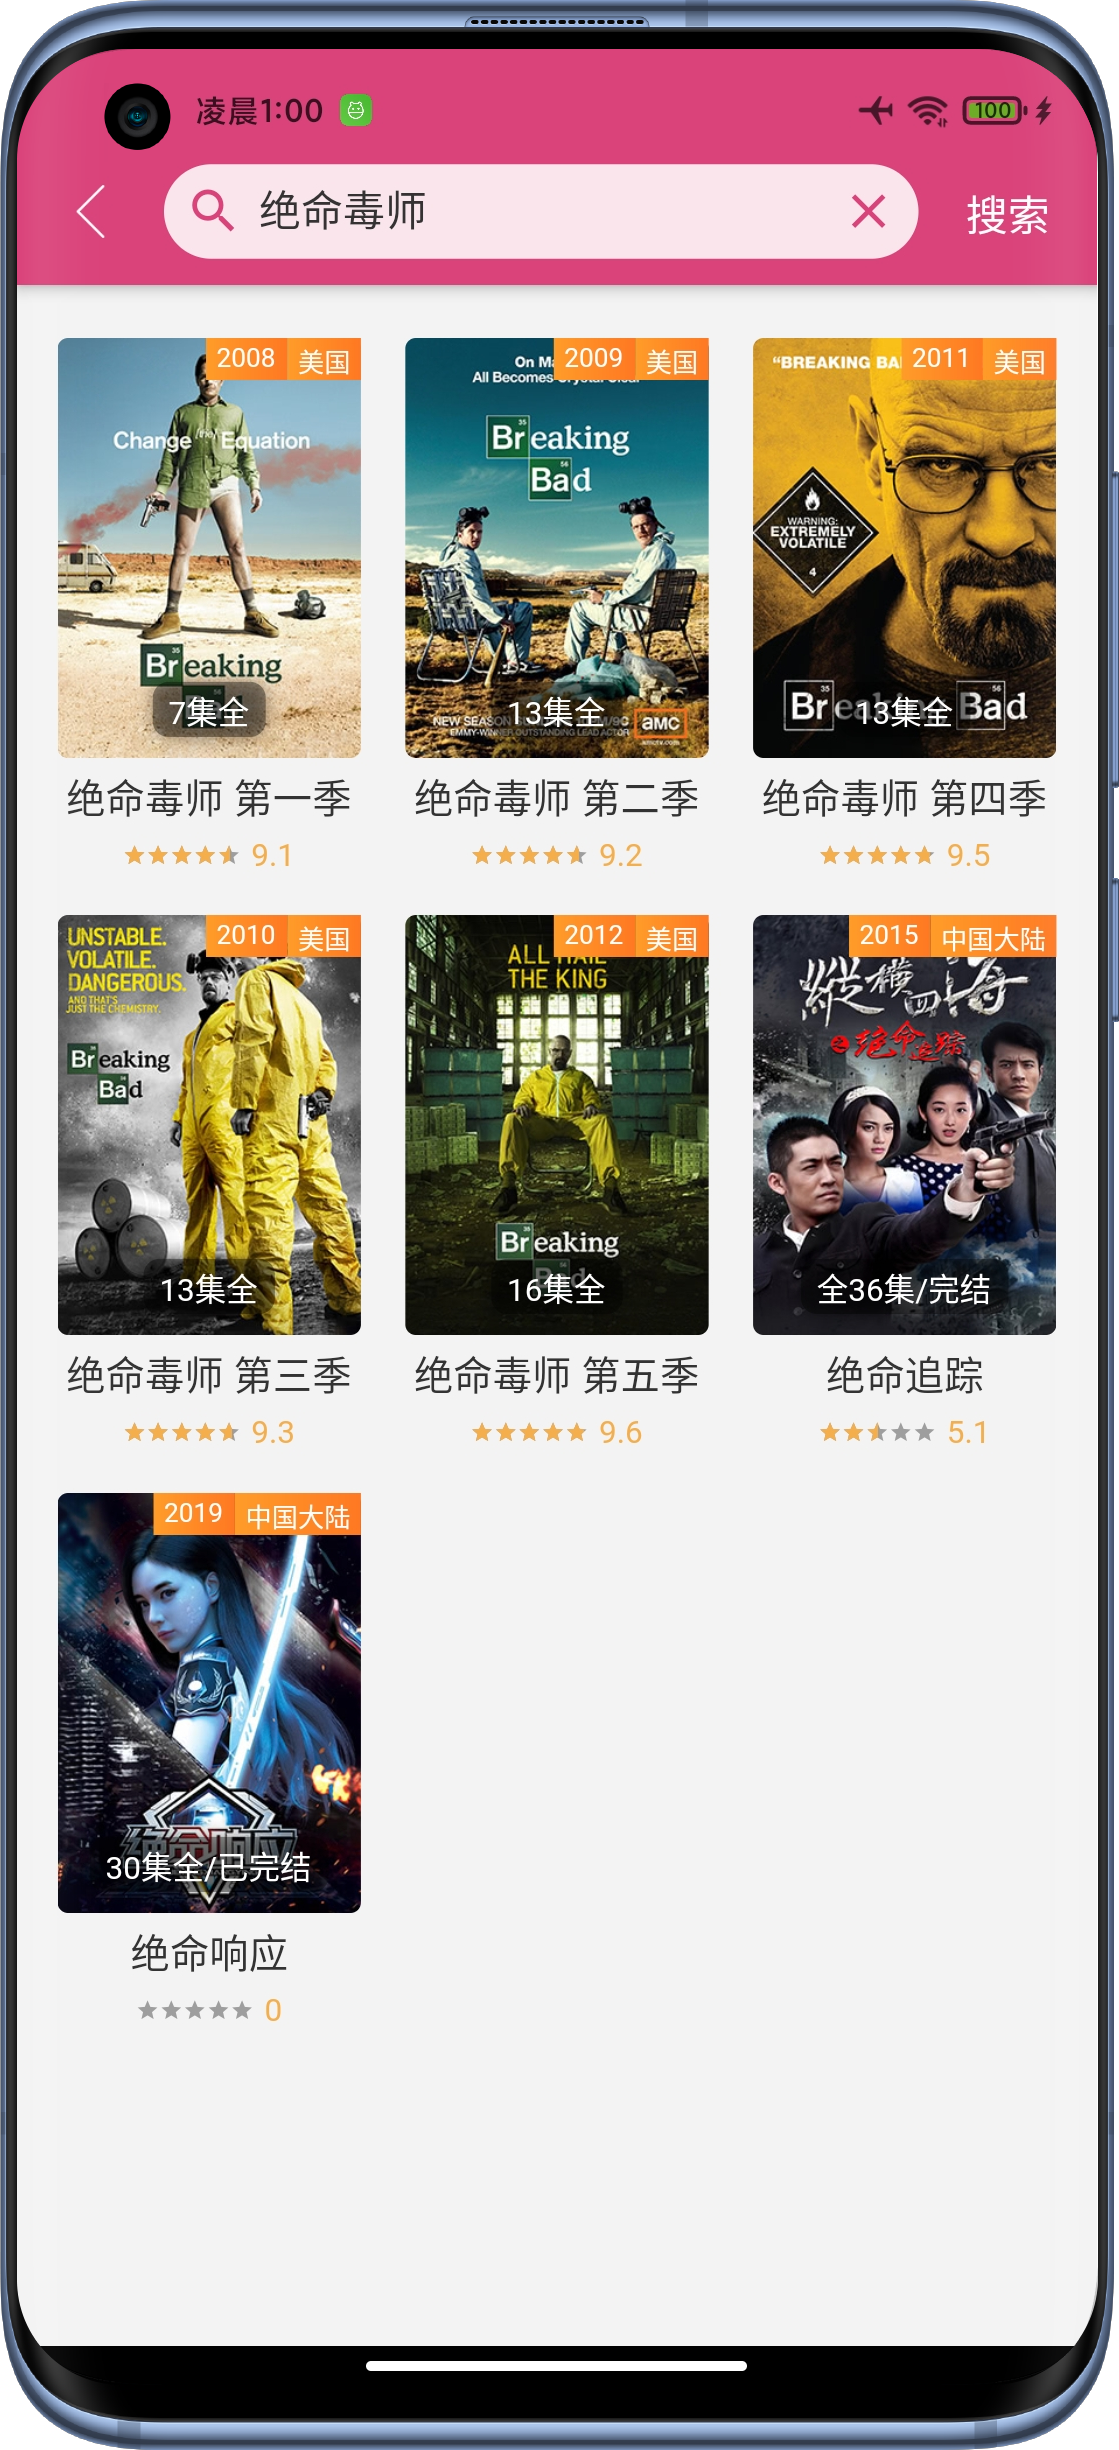 凌晨1:00
100
绝命毒师
搜索
2008 美国
Change (the) Equation
Breaking
7集全
绝命毒师 第一季
9.1
2009 美国
On Ma
All Becomes Crystal Clear
Breaking
Bad
NEW SEASON
EMMY-WINNER OUTSTANDING LEAD ACTOR
aMC
13集全
绝命毒师 第二季
9.2
2011 美国
“BREAKING BA
WARNING:
EXTREMELY
VOLATILE
4
Breaking Bad
13集全
绝命毒师 第四季
9.5
2010 美国
UNSTABLE.
VOLATILE.
DANGEROUS.
AND THAT'S
JUST THE CHEMISTRY.
Breaking
Bad
13集全
绝命毒师 第三季
9.3
2012 美国
ALL HAIL
THE KING
Breaking
Bad
16集全
绝命毒师 第五季
9.6
2015 中国大陆
縱橫四海
之绝命追踪
全36集/完结
绝命追踪
5.1
2019 中国大陆
绝命响应
30集全/已完结
绝命响应
0